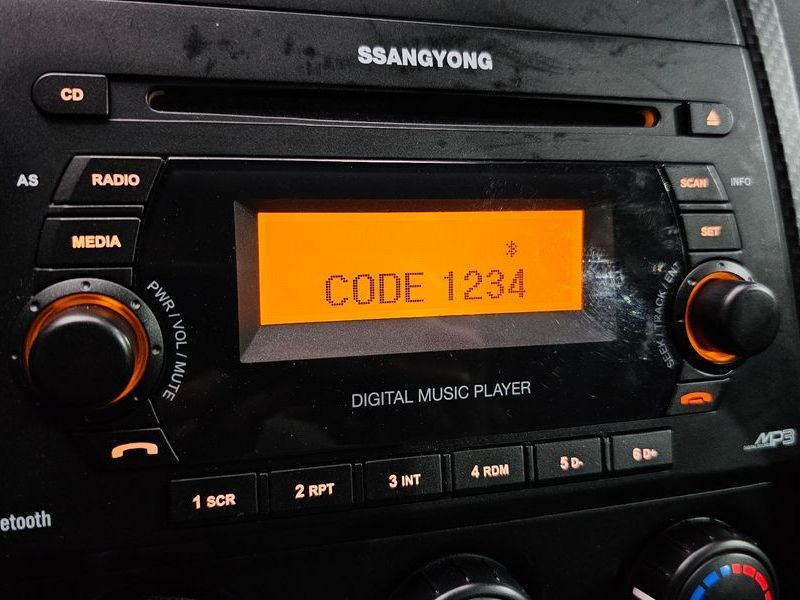 SSANGYONG
CD
AS
RADIO
SCAN
INFO
MEDIA
SET
CODE 1234
PWR / VOL / MUTE
SEEK / TRACK / ENT
DIGITAL MUSIC PLAYER
MP3
1 SCR
2 RPT
3 INT
4 RDM
5 D-
6 D+
etooth